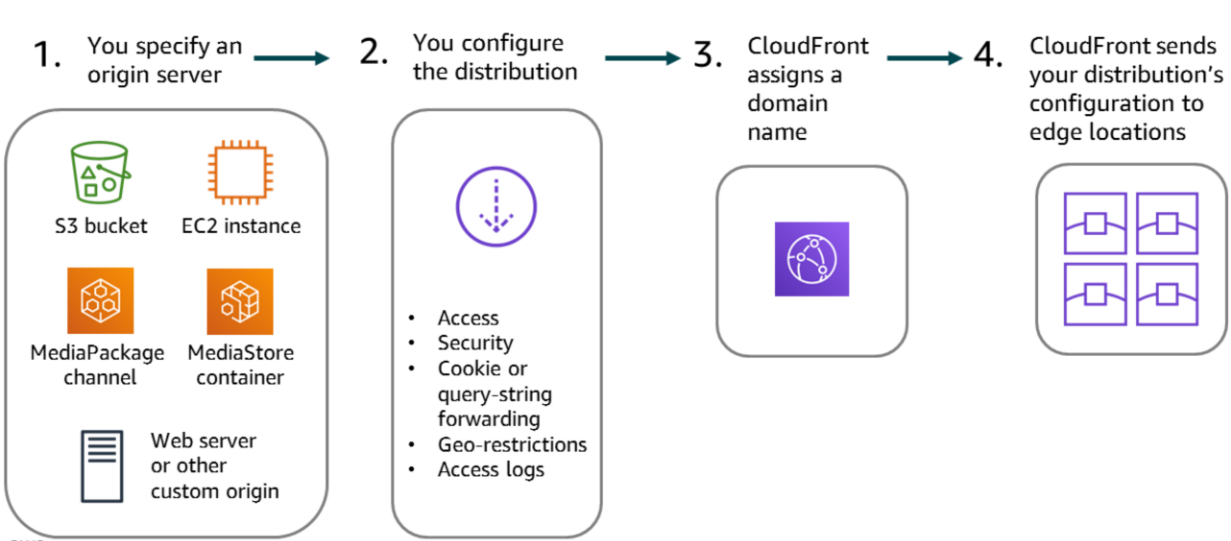 1. You specify an
origin server
2. You configure
the distribution
3. CloudFront
assigns a
domain
name
4. CloudFront sends
your distribution's
configuration to
edge locations
S3 bucket
EC2 instance
MediaPackage
channel
MediaStore
container
Web server
or other
custom origin
• Access
• Security
• Cookie or
query-string
forwarding
• Geo-restrictions
• Access logs